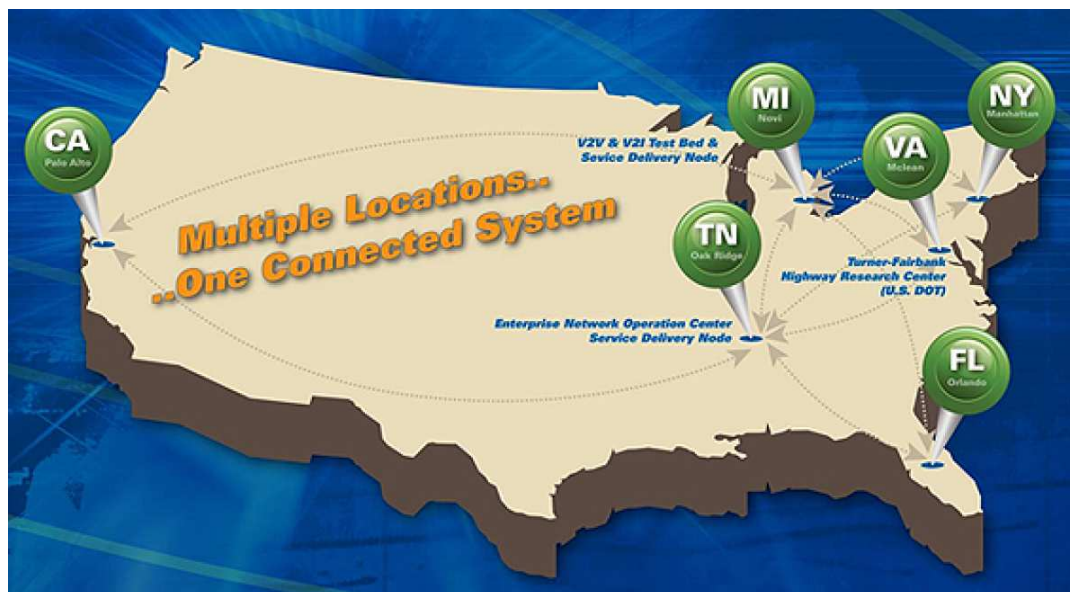 CA
Palo Alto
MI
Novi
NY
Manhattan
VA
Mclean
V2V & V2I Test Bed &
Sevice Delivery Node
Multiple Locations..
..One Connected System
TN
Oak Ridge
Turner-Fairbank
Highway Research Center
(U.S. DOT)
Enterprise Network Operation Center
Service Delivery Node
FL
Orlando